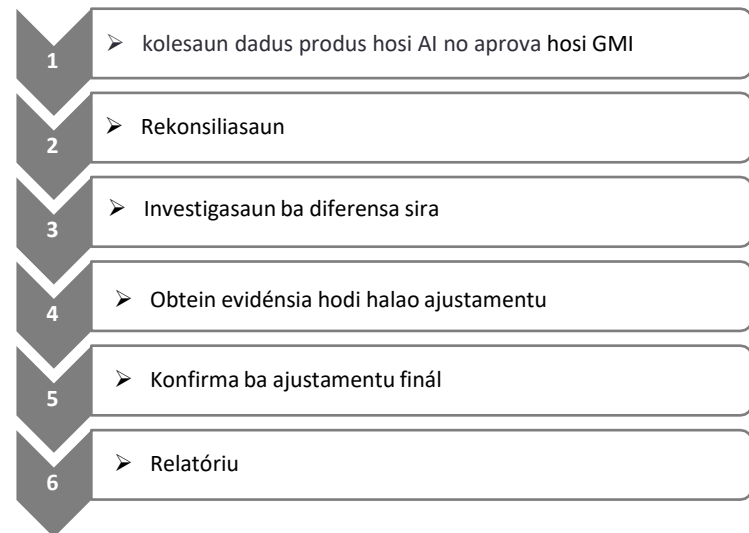 1
➢ kolesaun dadus produs hosi AI no aprova hosi GMI
2
➢ Rekonsiliasaun
3
➢ Investigasaun ba diferensa sira
4
➢ Obtein evidénsia hodi halao ajustamentu
5
➢ Konfirma ba ajustamentu finál
6
➢ Relatóriu